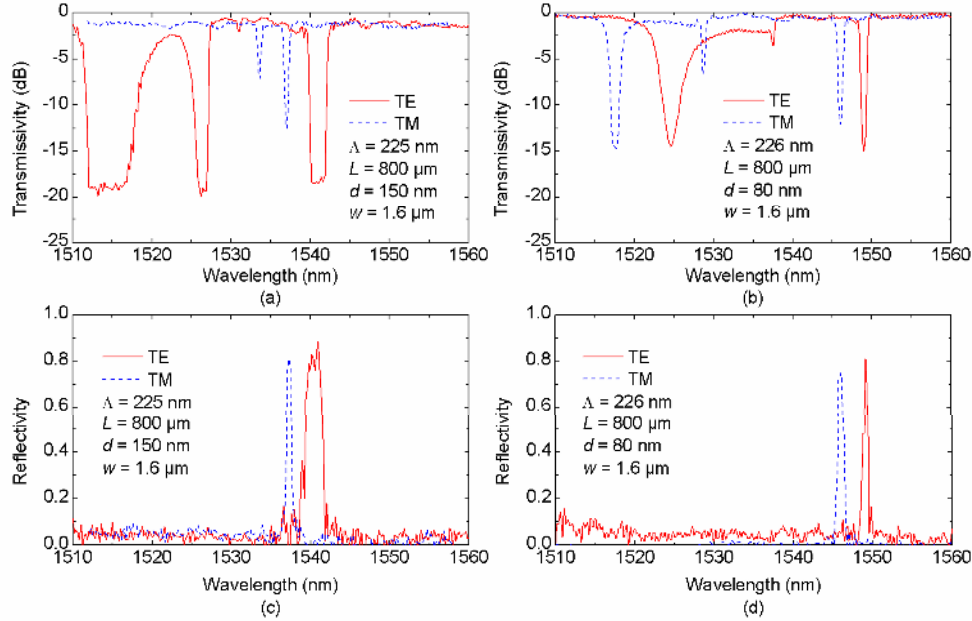 0
-5
-10
-15
-20
-25
Transmissivity (dB)
TE
TM
Λ = 225 nm
L = 800 µm
d = 150 nm
w = 1.6 µm
1510 1520 1530 1540 1550 1560
Wavelength (nm)
(a)
0
-5
-10
-15
-20
-25
Transmissivity (dB)
TE
TM
Λ = 226 nm
L = 800 µm
d = 80 nm
w = 1.6 µm
1510 1520 1530 1540 1550 1560
Wavelength (nm)
(b)
1.0
0.8
0.6
0.4
0.2
0.0
Reflectivity
TE
TM
Λ = 225 nm
L = 800 µm
d = 150 nm
w = 1.6 µm
1510 1520 1530 1540 1550 1560
Wavelength (nm)
(c)
1.0
0.8
0.6
0.4
0.2
0.0
Reflectivity
TE
TM
Λ = 226 nm
L = 800 µm
d = 80 nm
w = 1.6 µm
1510 1520 1530 1540 1550 1560
Wavelength (nm)
(d)